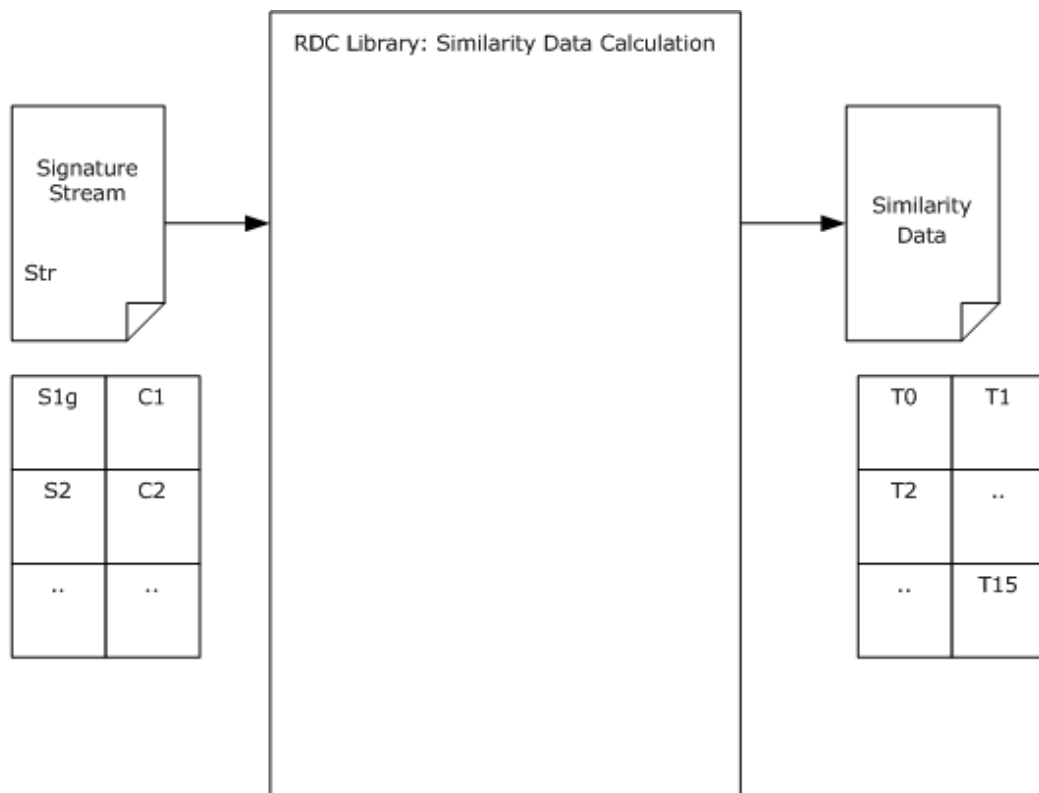 RDC Library: Similarity Data Calculation
Signature
Stream
Str
Similarity
Data
S1g C1
S2 C2
.. ..
T0 T1
T2 ..
.. T15